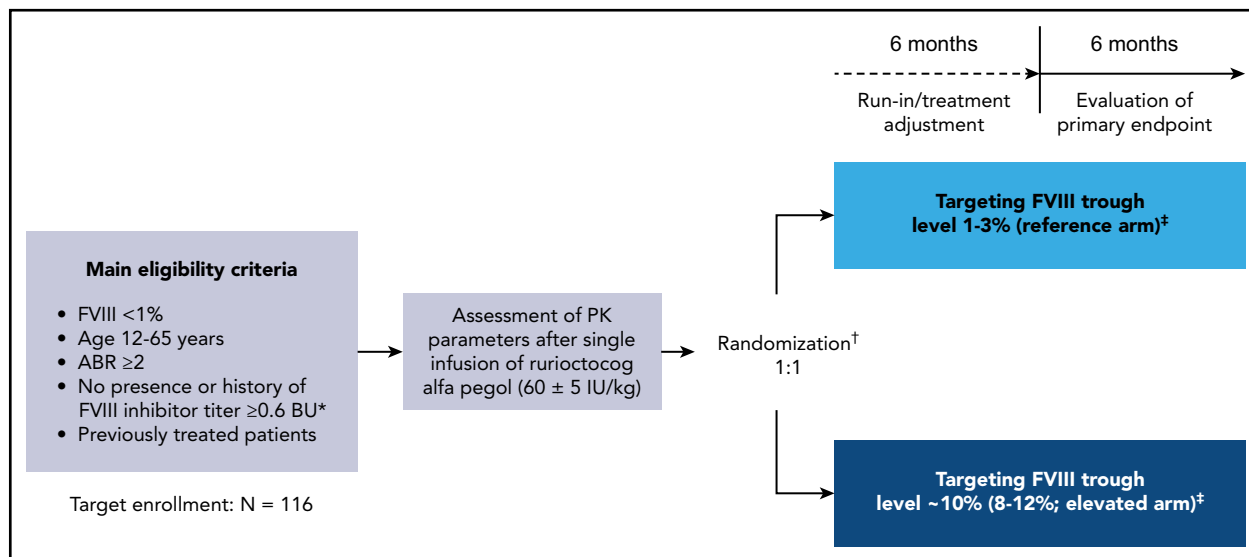 6 months
6 months
Run-in/treatment
adjustment
Evaluation of
primary endpoint
Main eligibility criteria
• FVIII <1%
• Age 12-65 years
• ABR ≥2
• No presence or history of
FVIII inhibitor titer ≥0.6 BU*
• Previously treated patients
Target enrollment: N = 116
Assessment of PK
parameters after single
infusion of rurioctocog
alfa pegol (60 ± 5 IU/kg)
Randomization†
1:1
Targeting FVIII trough
level 1-3% (reference arm)‡
Targeting FVIII trough
level ~10% (8-12%; elevated arm)‡